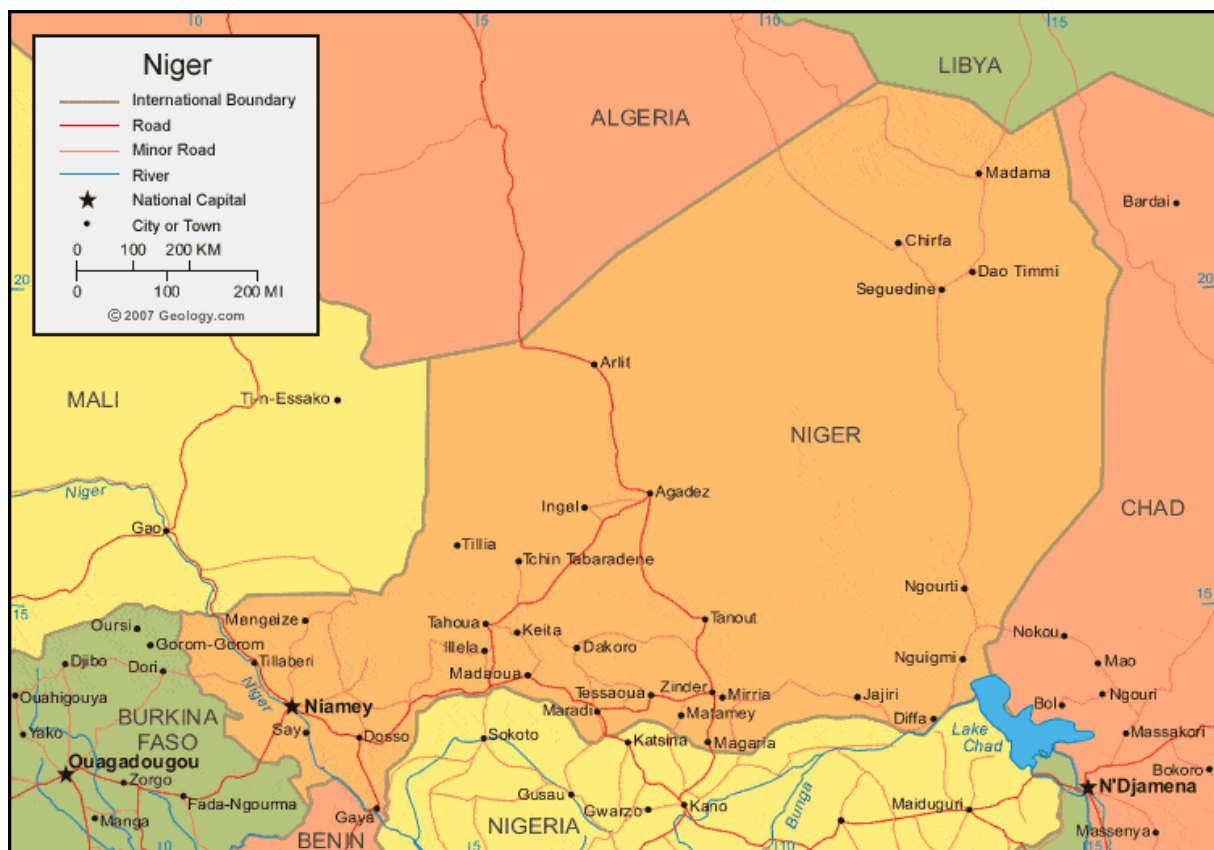 0
5
10
15
Niger
International Boundary
Road
Minor Road
River
National Capital
City or Town
0 100 200 KM
0 100 200 MI
© 2007 Geology.com
LIBYA
ALGERIA
Madama
Bardai
Chirfa
Dao Timmi
Seguedine
20
20
Arlit
MALI
Ti-n-Essako
NIGER
Niger
Agadez
Ingal
CHAD
Gao
Tillia
Tchin Tabaradene
Ngourti
15
15
Oursi
Mengeize
Tahoua
Keita
Tanout
Nokou
Gorom-Gorom
Illela
Dakoro
Djibo
Dori
Tillaberi
Madaoua
Nguigmi
Mao
Ouahigouya
Niger
Niamey
Tessaoua
Zinder
Mirria
Jajiri
Ngouri
BURKINA
FASO
Maradi
Matamey
Diffa
Bol
Yako
Say
Dosso
Sokoto
Katsina
Magaria
Lake
Chad
Massakori
Ouagadougou
Zorgo
Bokoro
Fada-Ngourma
Gusau
Gwarzo
Kano
Bunga
Maiduguri
N'Djamena
Manga
Gaya
NIGERIA
Massenya
BENIN
0
5
10
15